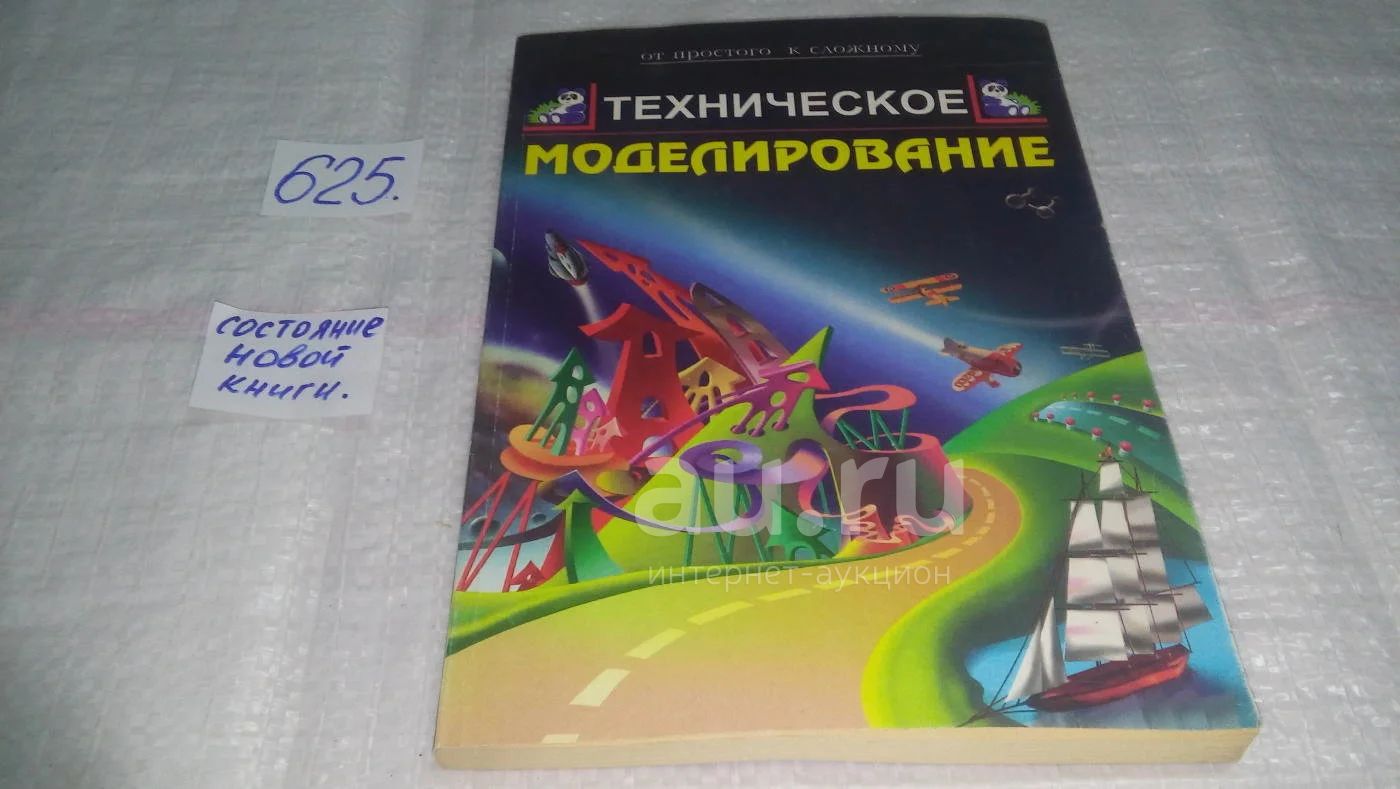 от простого к сложному
ТЕХНИЧЕСКОЕ
МОДЕЛИРОВАНИЕ
625.
состояние
новой
книги.
au.ru
интернет-аукцион